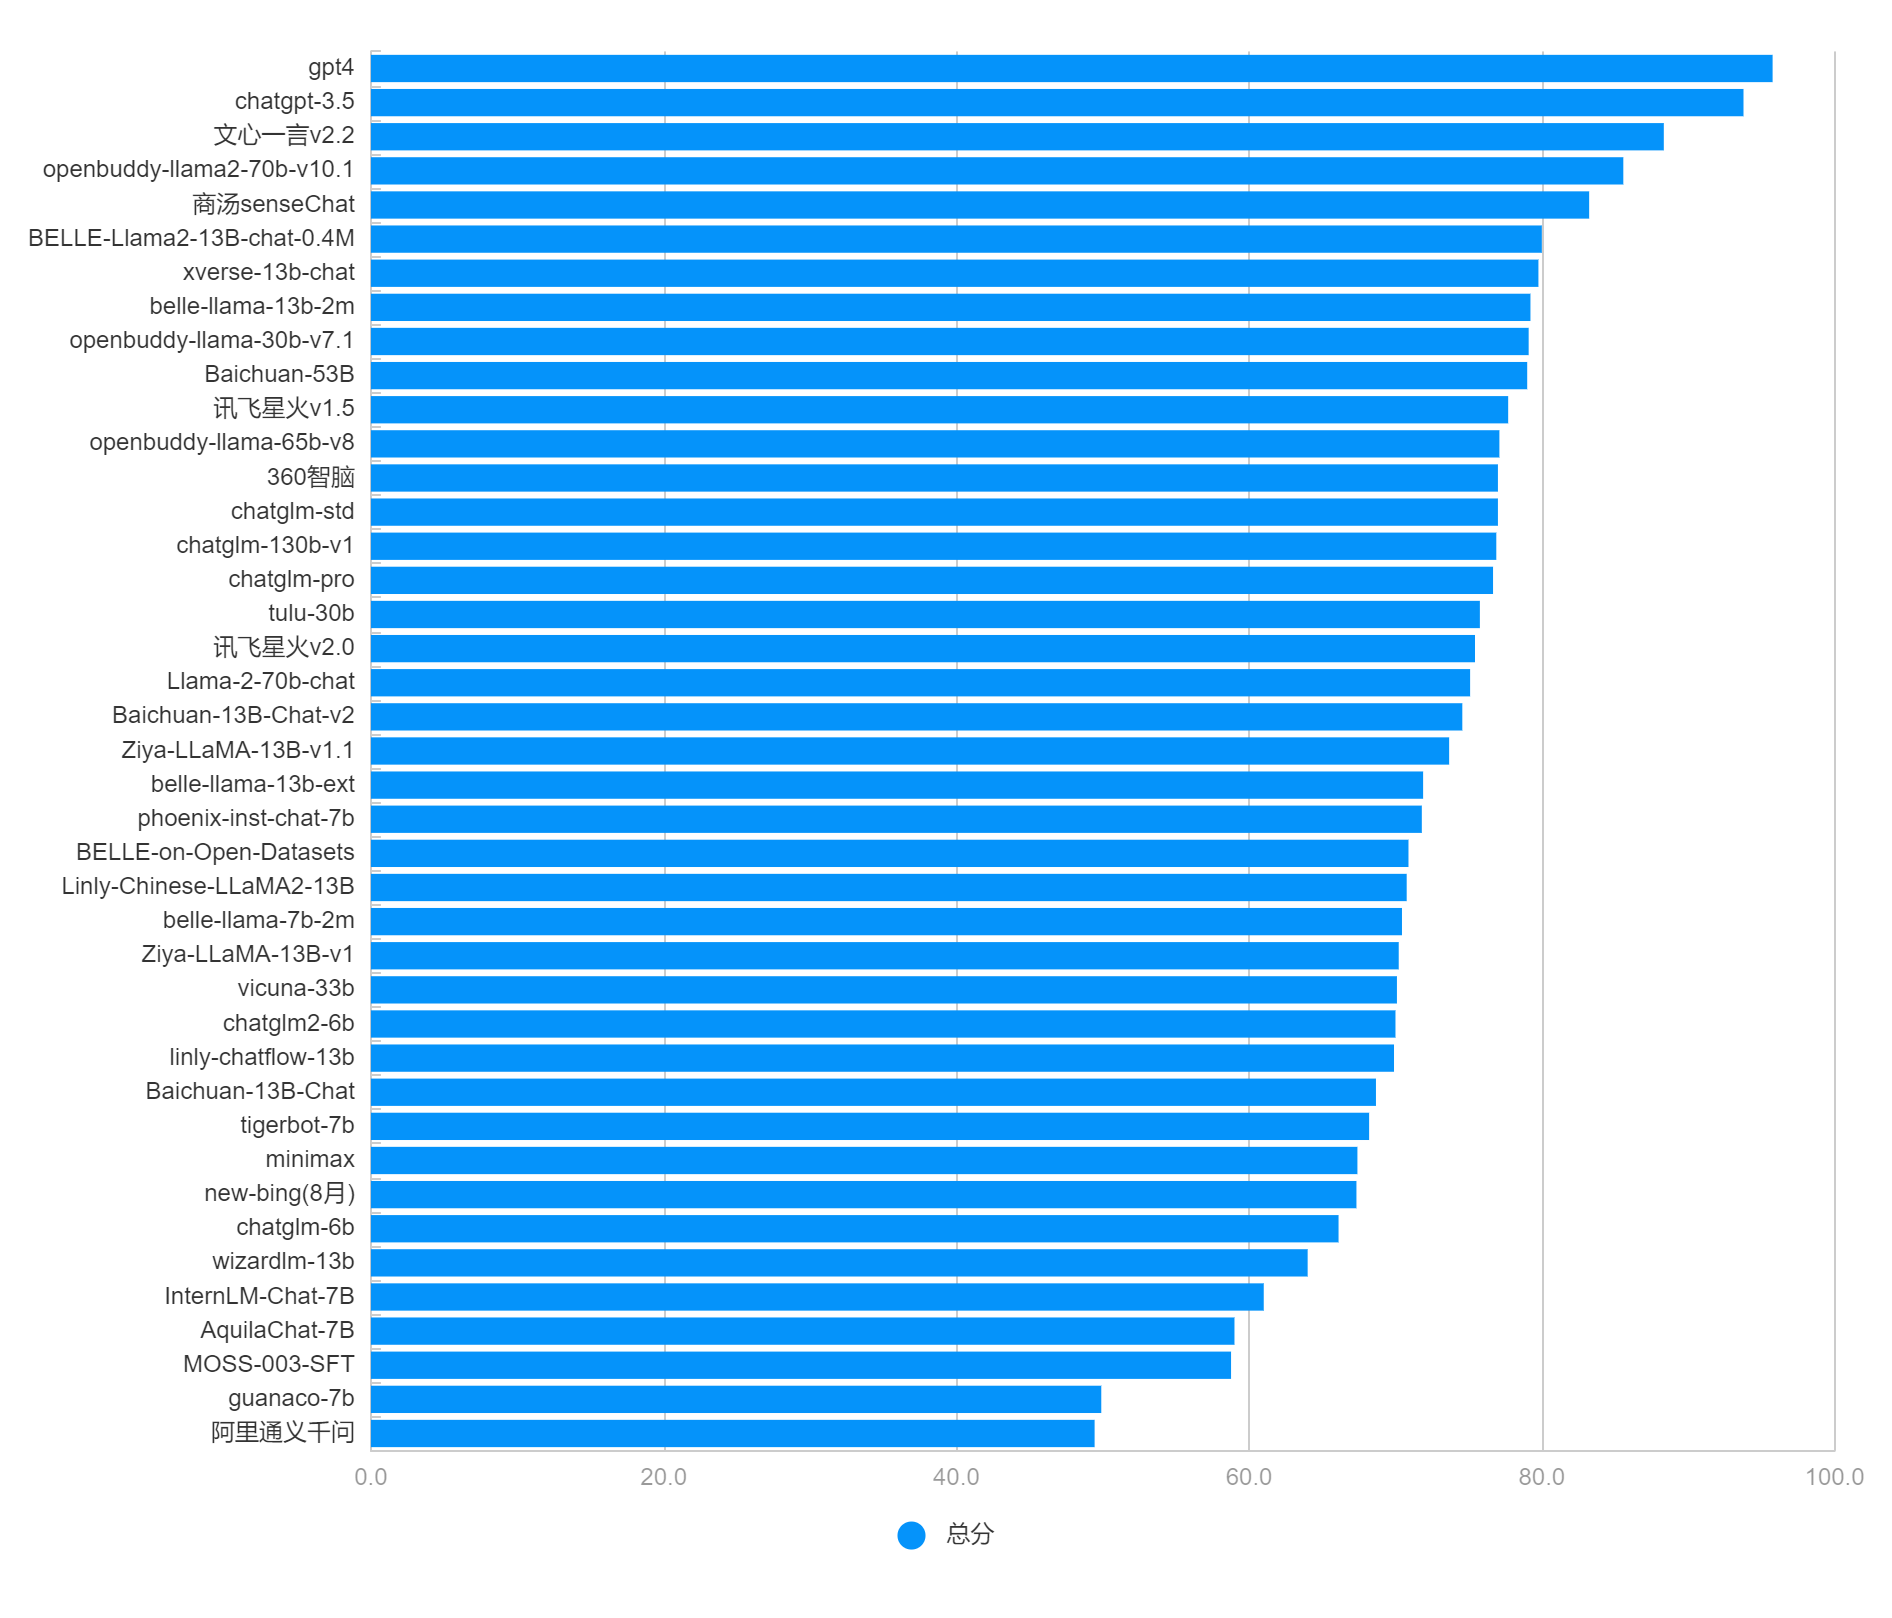 gpt4
chatgpt-3.5
文心一言v2.2
openbuddy-llama2-70b-v10.1
商汤senseChat
BELLE-Llama2-13B-chat-0.4M
xverse-13b-chat
belle-llama-13b-2m
openbuddy-llama-30b-v7.1
Baichuan-53B
讯飞星火v1.5
openbuddy-llama-65b-v8
360智脑
chatglm-std
chatglm-130b-v1
chatglm-pro
tulu-30b
讯飞星火v2.0
Llama-2-70b-chat
Baichuan-13B-Chat-v2
Ziya-LLaMA-13B-v1.1
belle-llama-13b-ext
phoenix-inst-chat-7b
BELLE-on-Open-Datasets
Linly-Chinese-LLaMA2-13B
belle-llama-7b-2m
Ziya-LLaMA-13B-v1
vicuna-33b
chatglm2-6b
linly-chatflow-13b
Baichuan-13B-Chat
tigerbot-7b
minimax
new-bing(8月)
chatglm-6b
wizardlm-13b
InternLM-Chat-7B
AquilaChat-7B
MOSS-003-SFT
guanaco-7b
阿里通义千问
0.0 20.0 40.0 60.0 80.0 100.0
总分